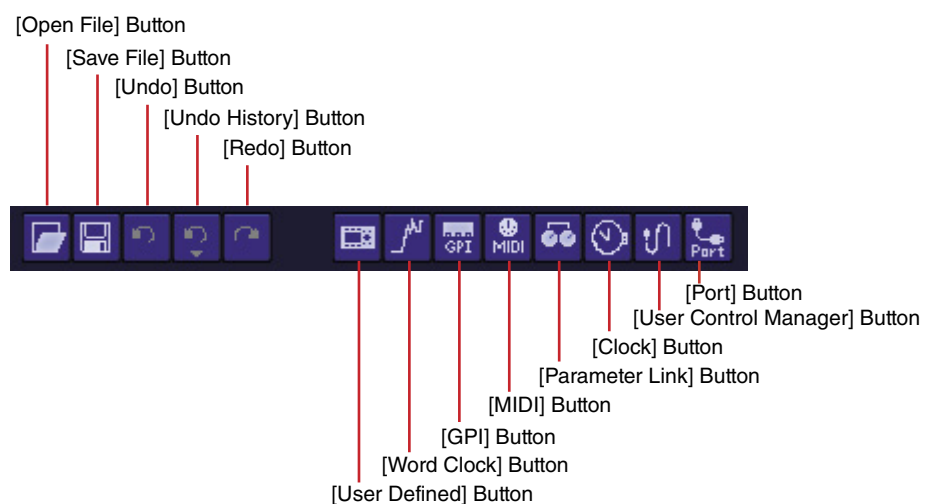 [Open File] Button
[Save File] Button
[Undo] Button
[Undo History] Button
[Redo] Button
GPI
MIDI
Port
[Port] Button
[User Control Manager] Button
[Clock] Button
[Parameter Link] Button
[MIDI] Button
[GPI] Button
[Word Clock] Button
[User Defined] Button